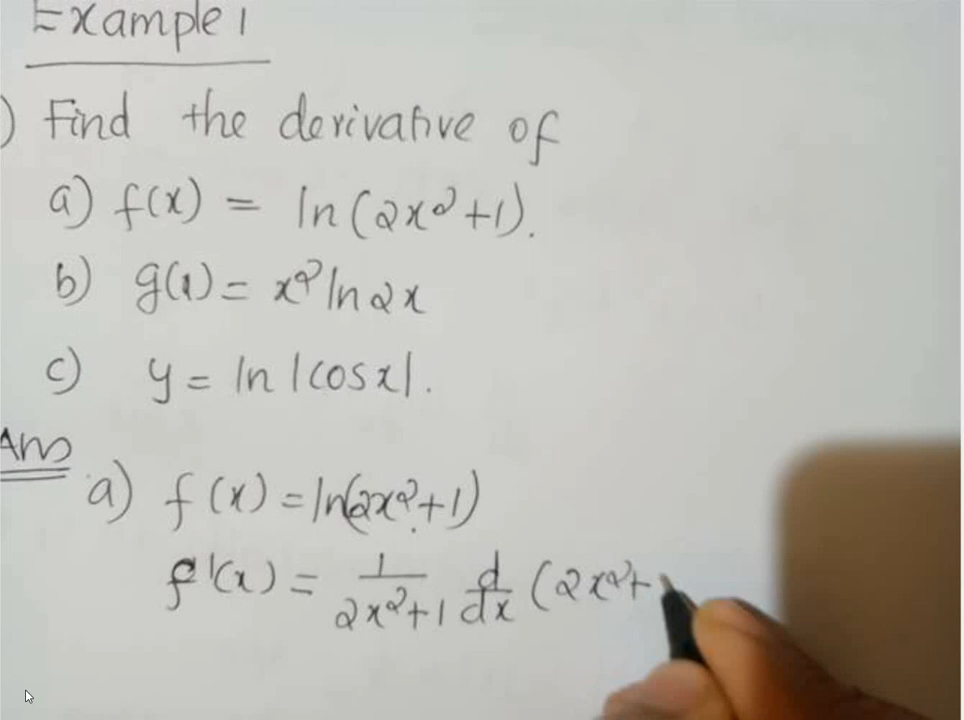 Example 1
) Find the derivative of
a) f(x) = ln(2x²+1).
b) g(x) = x² ln 2x
c) y = ln |cos x|.
Ans
a) f(x) = ln(2x²+1)
f'(x) = 1/(2x²+1) d/dx (2x²+